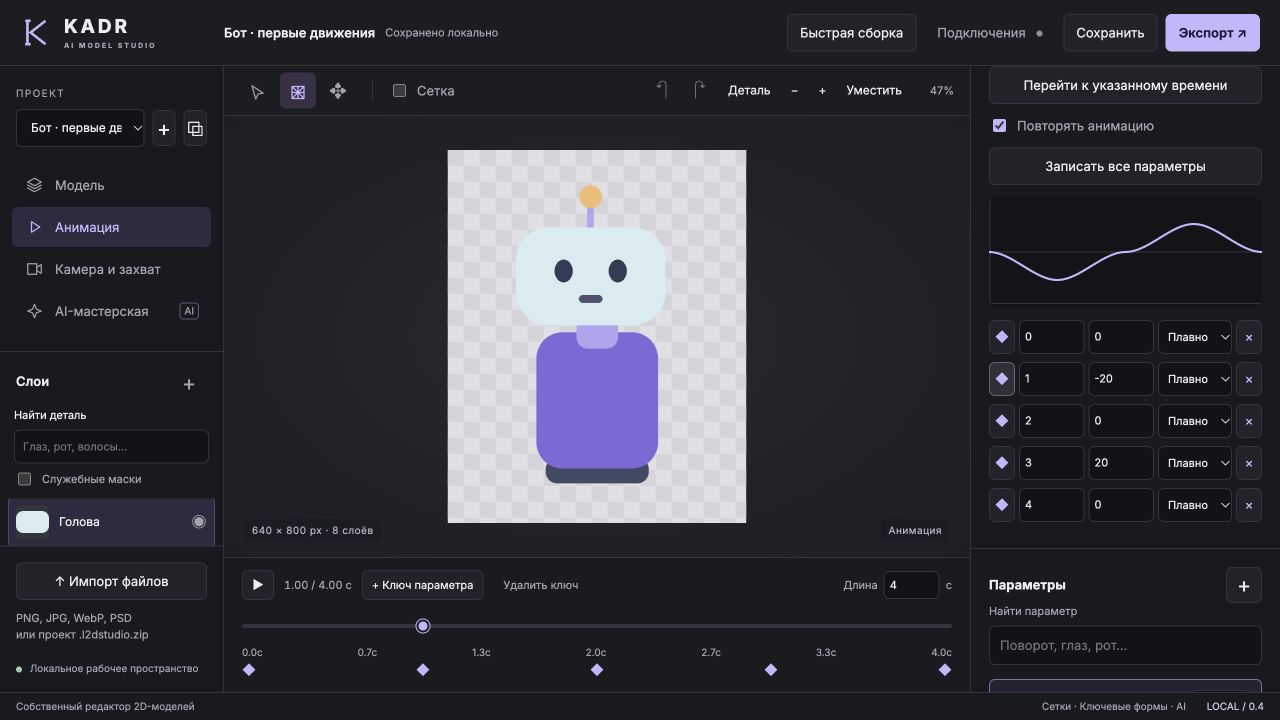 KADR
AI MODEL STUDIO
Бот · первые движения
Сохранено локально
Быстрая сборка
Подключения
Сохранить
Экспорт ↗
ПРОЕКТ
Бот · первые дв
+
Модель
Анимация
Камера и захват
AI-мастерская
AI
Слои
+
Найти деталь
Глаз, рот, волосы...
Служебные маски
Голова
↑ Импорт файлов
PNG, JPG, WebP, PSD
или проект .l2dstudio.zip
Локальное рабочее пространство
Сетка
Деталь
−
+
Уместить
47%
640 × 800 px · 8 слоёв
Анимация
1.00 / 4.00 с
+ Ключ параметра
Удалить ключ
Длина
4
с
0.0с
0.7с
1.3с
2.0с
2.7с
3.3с
4.0с
Перейти к указанному времени
Повторять анимацию
Записать все параметры
0 0 Плавно ×
1 -20 Плавно ×
2 0 Плавно ×
3 20 Плавно ×
4 0 Плавно ×
Параметры
+
Найти параметр
Поворот, глаз, рот...
Собственный редактор 2D-моделей
Сетки · Ключевые формы · AI
LOCAL / 0.4